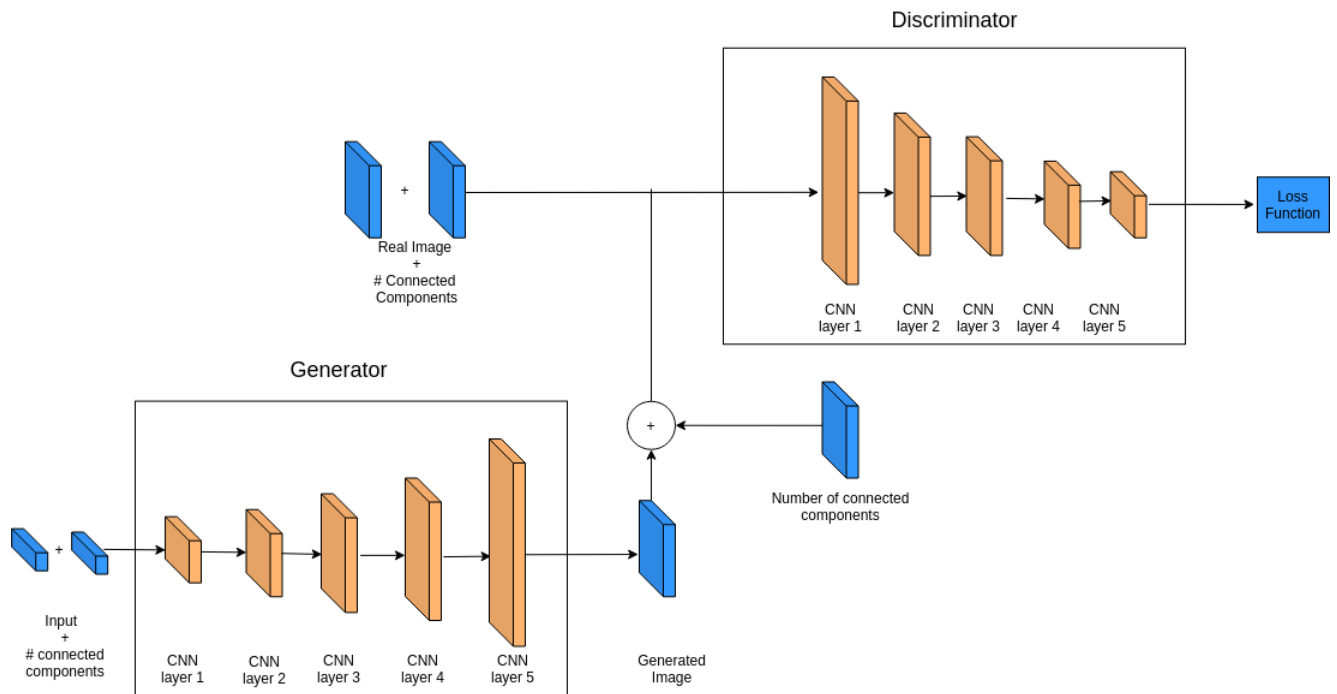 Discriminator
+
Real Image
+
# Connected
Components
Loss
Function
CNN
layer 1
CNN
layer 2
CNN
layer 3
CNN
layer 4
CNN
layer 5
Generator
+
Number of connected
components
+
Input
+
# connected
components
CNN
layer 1
CNN
layer 2
CNN
layer 3
CNN
layer 4
CNN
layer 5
Generated
Image